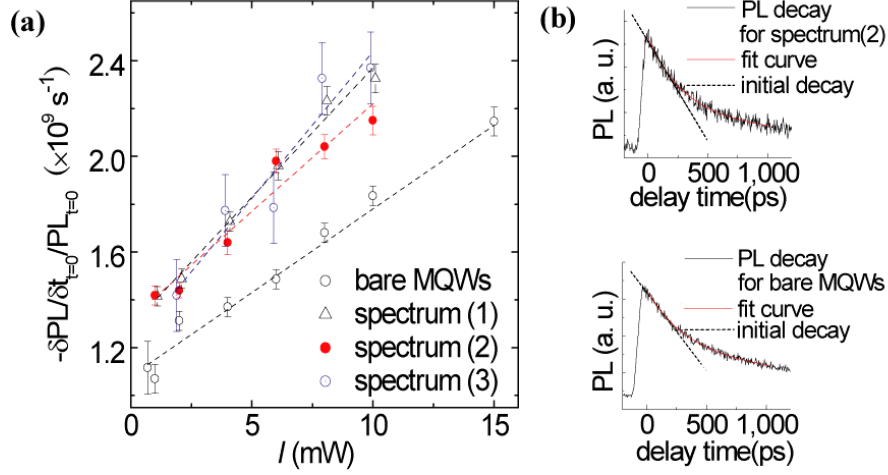 (a)
-δPL/δt_{t=0}/PL_{t=0} (×10⁹ s⁻¹)
2.4
2.0
1.6
1.2
bare MQWs
spectrum (1)
spectrum (2)
spectrum (3)
0
5
10
15
I (mW)
(b)
PL (a. u.)
PL decay
for spectrum(2)
fit curve
initial decay
0 500 1,000
delay time(ps)
PL (a. u.)
PL decay
for bare MQWs
fit curve
initial decay
0 500 1,000
delay time(ps)